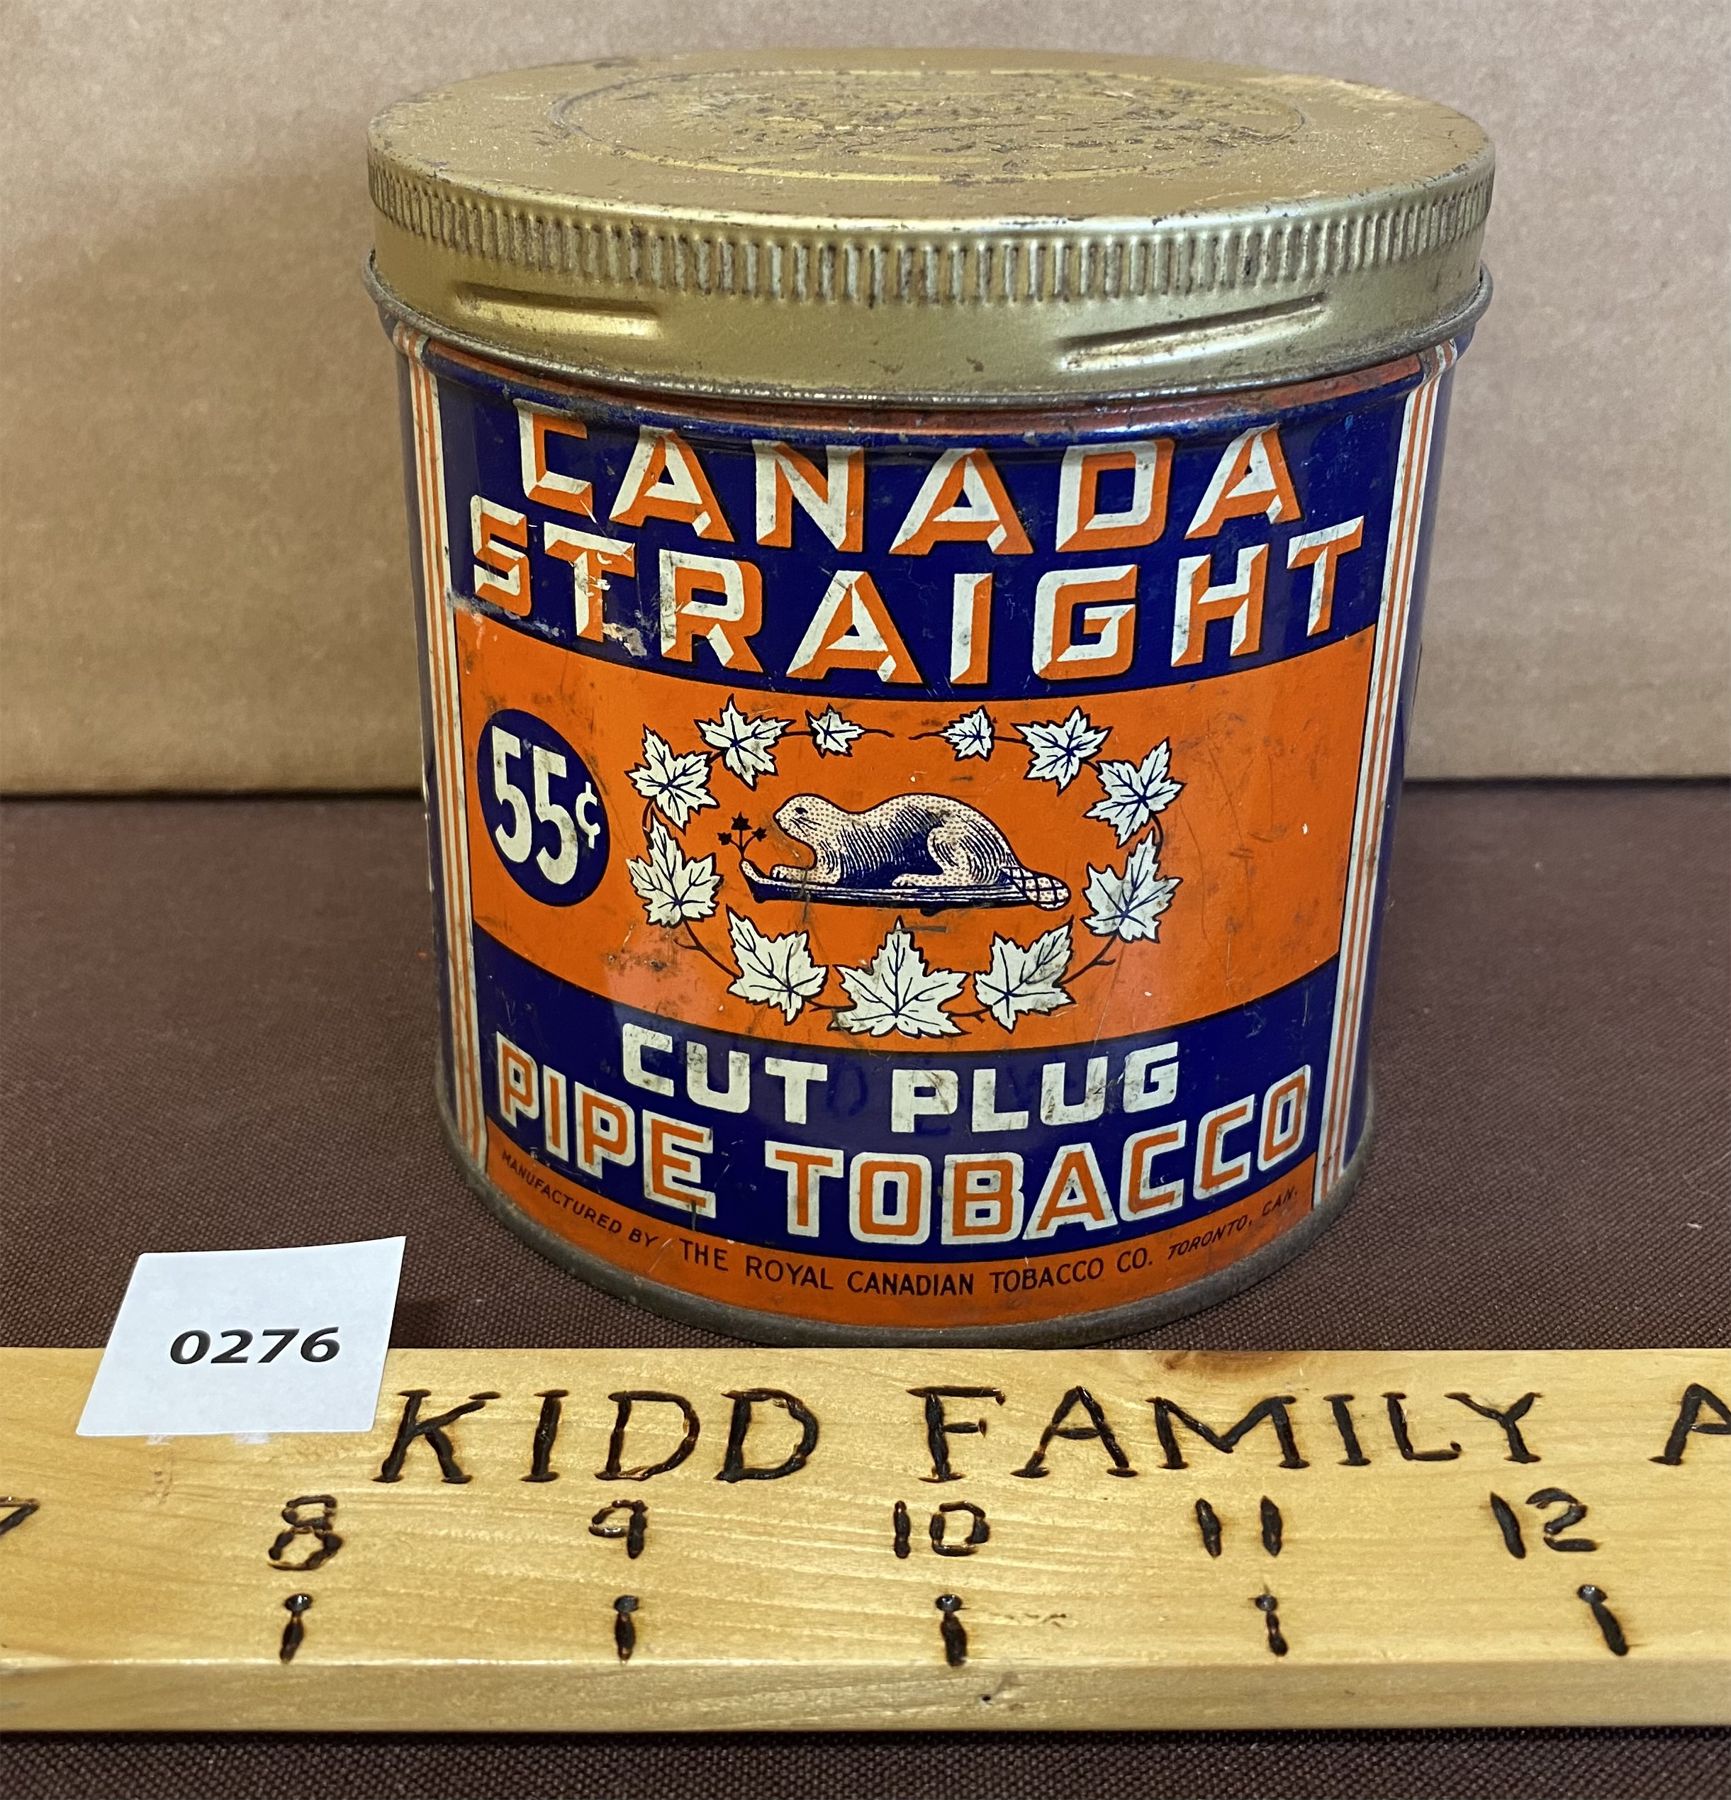 CANADA
STRAIGHT
55¢
CUT PLUG
PIPE TOBACCO
MANUFACTURED BY THE ROYAL CANADIAN TOBACCO CO. TORONTO, CAN.
0276
KIDD FAMILY A
7 8 9 10 11 12